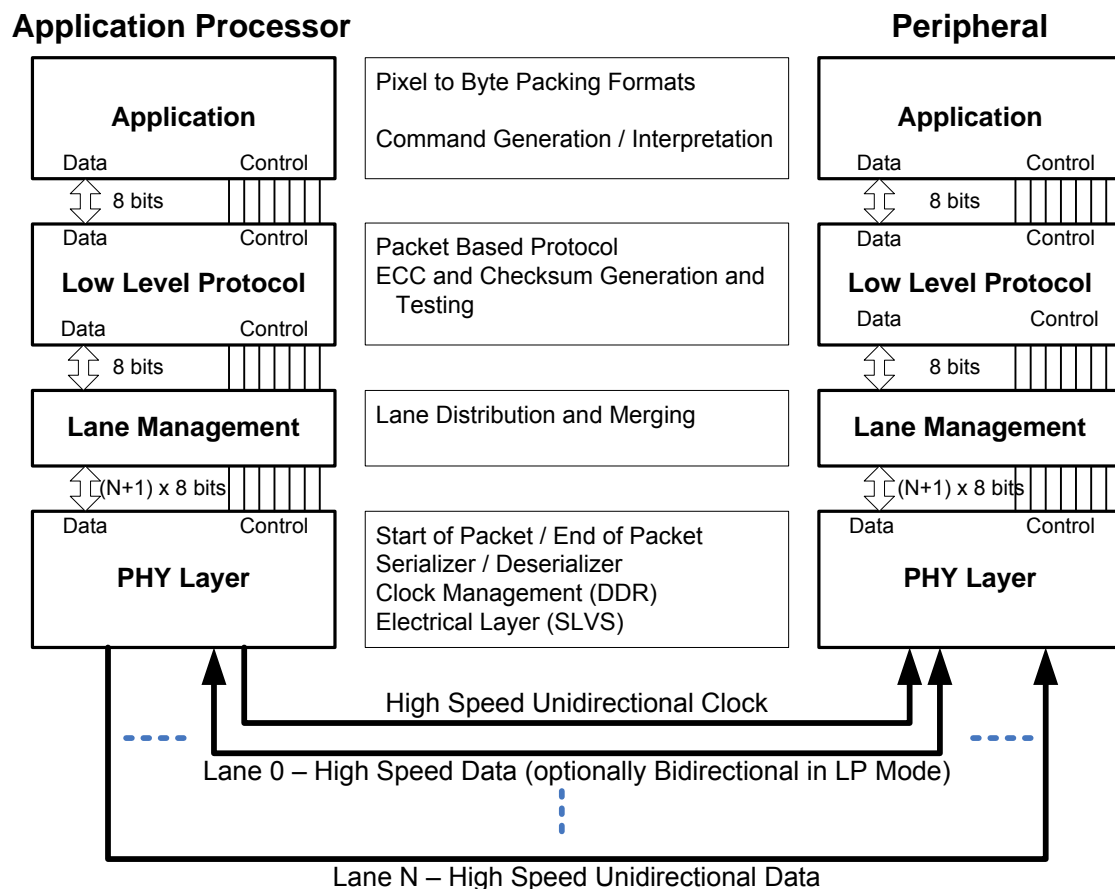 Application Processor
Peripheral
Application
Data
Control
8 bits
Data
Control
Low Level Protocol
Data
Control
8 bits
Lane Management
(N+1) x 8 bits
Data
Control
PHY Layer
Pixel to Byte Packing Formats
Command Generation / Interpretation
Packet Based Protocol
ECC and Checksum Generation and
Testing
Lane Distribution and Merging
Start of Packet / End of Packet
Serializer / Deserializer
Clock Management (DDR)
Electrical Layer (SLVS)
Application
Data
Control
8 bits
Data
Control
Low Level Protocol
Data
Control
8 bits
Lane Management
(N+1) x 8 bits
Data
Control
PHY Layer
High Speed Unidirectional Clock
Lane 0 – High Speed Data (optionally Bidirectional in LP Mode)
Lane N – High Speed Unidirectional Data